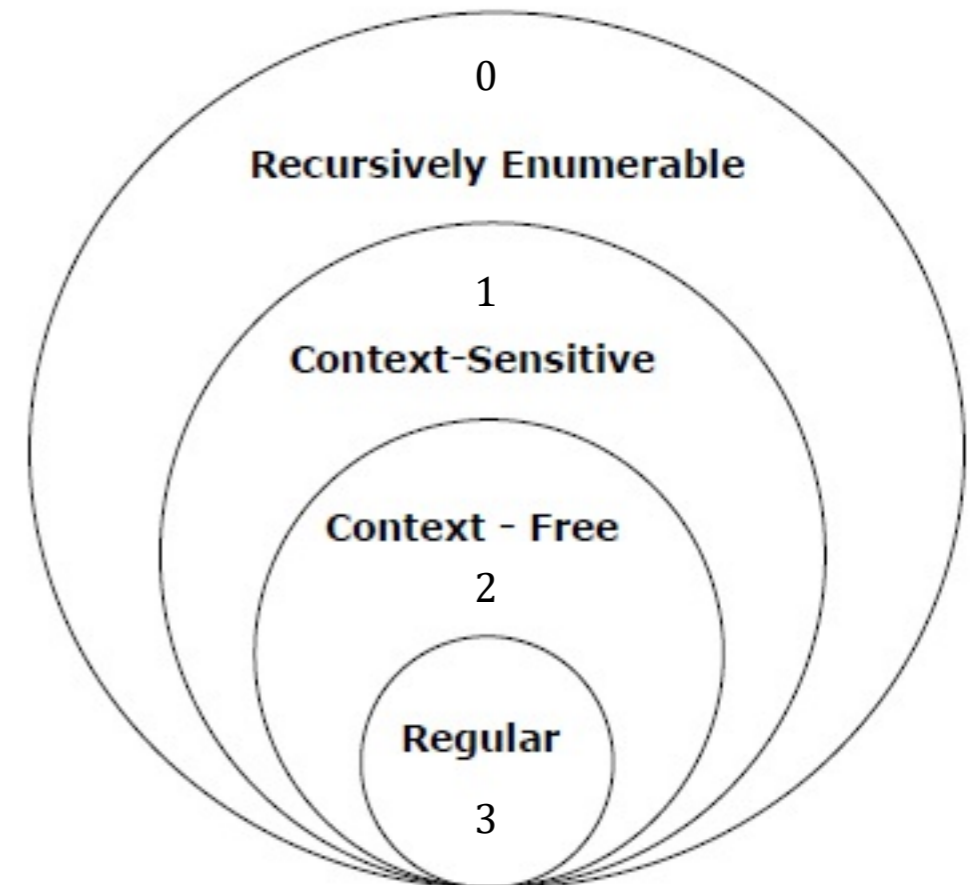 0
Recursively Enumerable
1
Context-Sensitive
Context - Free
2
Regular
3